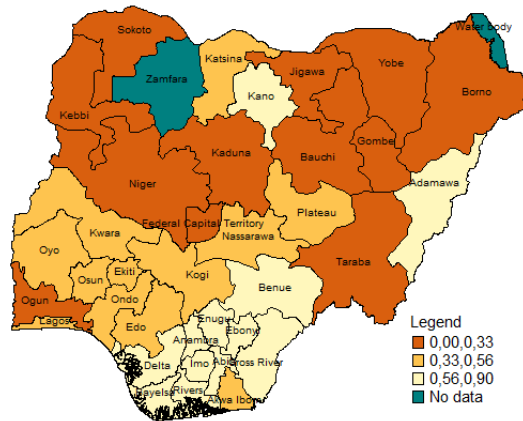 Sokoto
Water body
Katsina
Yobe
Zamfara
Jigawa
Kano
Borno
Kebbi
Gombe
Kaduna
Bauchi
Niger
Adamawa
Plateau
Federal Capital Territory
Kwara
Nassarawa
Oyo
Taraba
Ekiti
Kogi
Osun
Benue
Ogun
Ondo
Lagos
Edo
Enugu
Ebony
Anambra
Delta
Imo
Abi
Cross River
Bayelsa
Rivers
Akwa Ibom
Legend
0,00,0,33
0,33,0,56
0,56,0,90
No data